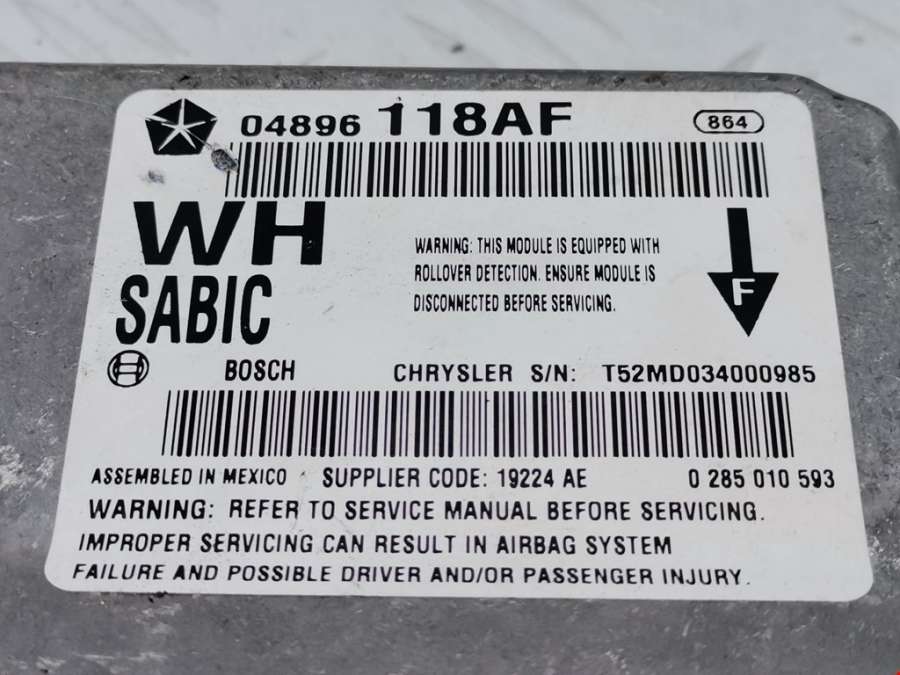 04896 118AF 864
WH
SABIC
WARNING: THIS MODULE IS EQUIPPED WITH
ROLLOVER DETECTION. ENSURE MODULE IS
DISCONNECTED BEFORE SERVICING.
F
BOSCH CHRYSLER S/N: T52MD034000985
ASSEMBLED IN MEXICO SUPPLIER CODE: 19224 AE 0 285 010 593
WARNING: REFER TO SERVICE MANUAL BEFORE SERVICING.
IMPROPER SERVICING CAN RESULT IN AIRBAG SYSTEM
FAILURE AND POSSIBLE DRIVER AND/OR PASSENGER INJURY.